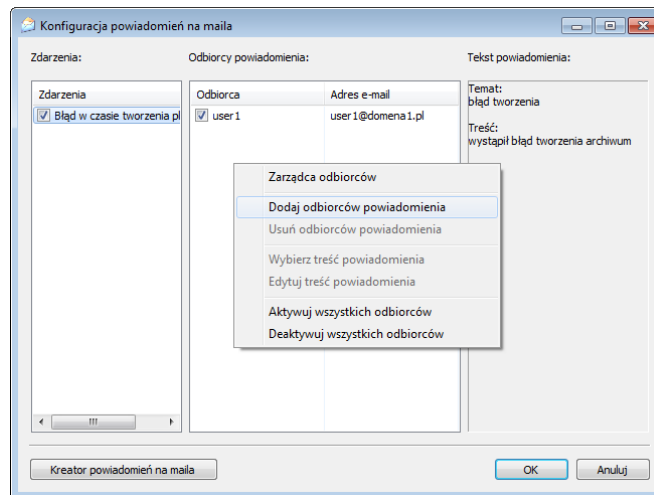 Konfiguracja powiadomień na maila
Zdarzenia:
Odbiorcy powiadomienia:
Tekst powiadomienia:
Zdarzenia
Błąd w czasie tworzenia pl
Odbiorca
Adres e-mail
user1
user1@domena1.pl
Temat:
błąd tworzenia
Treść:
wystąpił błąd tworzenia archiwum
Zarządca odbiorców
Dodaj odbiorców powiadomienia
Usuń odbiorców powiadomienia
Wybierz treść powiadomienia
Edytuj treść powiadomienia
Aktywuj wszystkich odbiorców
Deaktywuj wszystkich odbiorców
Kreator powiadomień na maila
OK
Anuluj